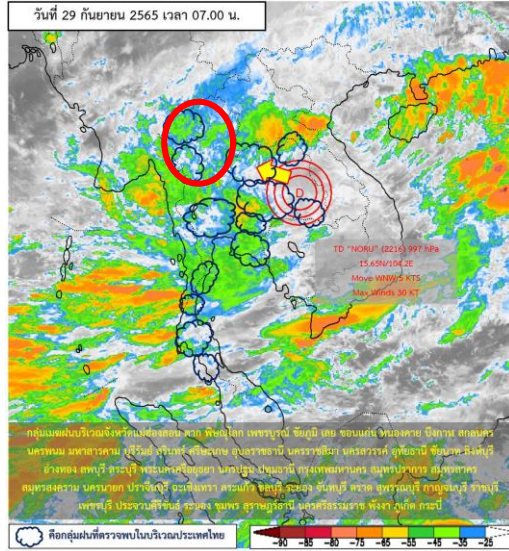 วันที่ 29 กันยายน 2565 เวลา 07.00 น.
D
TD "NORU" (2216) 997 hPa
15.65N/104.2E
Move WNW/5 KTS
Max Winds 30 KT
กลุ่มเมฆฝนบริเวณจังหวัดแม่ฮ่องสอน ตาก พิษณุโลก เพชรบูรณ์ ชัยภูมิ เลย ขอนแก่น หนองคาย บึงกาฬ สกลนคร
นครพนม มหาสารคาม บุรีรัมย์ สุรินทร์ ศรีสะเกษ อุบลราชธานี นครราชสีมา นครสวรรค์ อุทัยธานี ชัยนาท สิงห์บุรี
อ่างทอง ลพบุรี สระบุรี พระนครศรีอยุธยา นครปฐม ปทุมธานี กรุงเทพมหานคร สมุทรปราการ สมุทรสาคร
สมุทรสงคราม นครนายก ปราจีนบุรี ฉะเชิงเทรา สระแก้ว ชลบุรี ระยอง จันทบุรี ตราด สุพรรณบุรี กาญจนบุรี ราชบุรี
เพชรบุรี ประจวบคีรีขันธ์ ระนอง ชุมพร สุราษฎร์ธานี นครศรีธรรมราช พังงา ภูเก็ต กระบี่
คือกลุ่มฝนที่ตรวจพบในบริเวณประเทศไทย
-90 -85 -75 -65 -55 -45 -35 -25